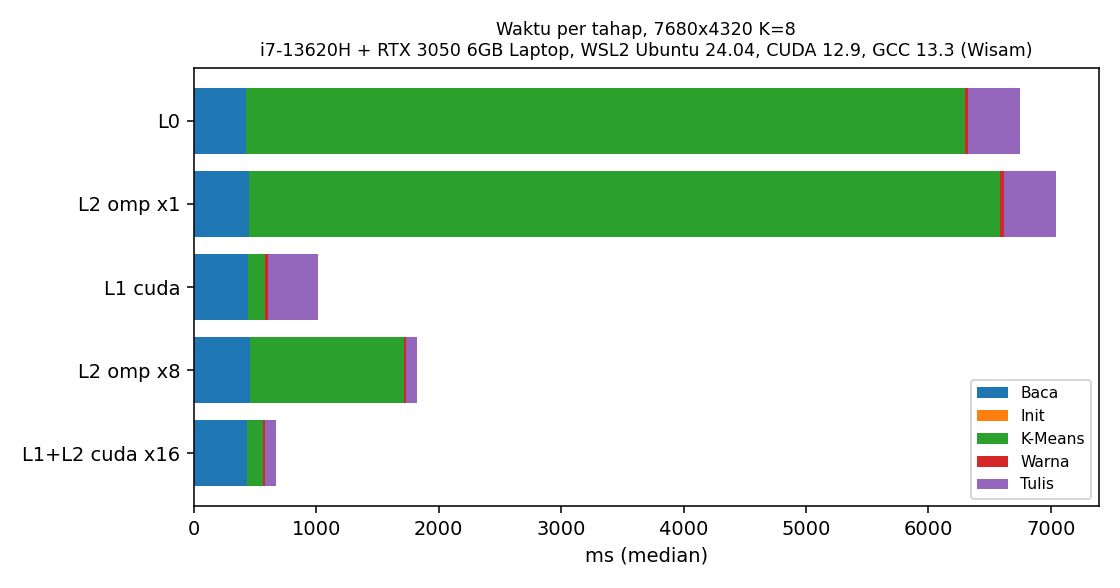 Waktu per tahap, 7680x4320 K=8
i7-13620H + RTX 3050 6GB Laptop, WSL2 Ubuntu 24.04, CUDA 12.9, GCC 13.3 (Wisam)
L0
L2 omp x1
L1 cuda
L2 omp x8
L1+L2 cuda x16
Baca
Init
K-Means
Warna
Tulis
0 1000 2000 3000 4000 5000 6000 7000
ms (median)